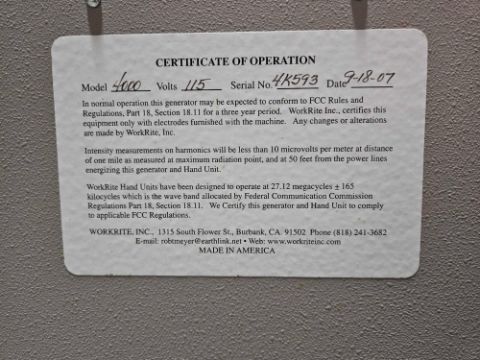 CERTIFICATE OF OPERATION
Model 4000 Volts 115 Serial No. 4K593 Date 9-18-07
In normal operation this generator may be expected to conform to FCC Rules and
Regulations, Part 18, Section 18.11 for a three year period. WorkRite Inc., certifies this
equipment only with electrodes furnished with the machine. Any changes or alterations
are made by WorkRite, Inc.
Intensity measurements on harmonics will be less than 10 microvolts per meter at distance
of one mile as measured at maximum radiation point, and at 50 feet from the power lines
energizing this generator and Hand Unit.
WorkRite Hand Units have been designed to operate at 27.12 megacycles ± 165
kilocycles which is the wave band allocated by Federal Communication Commission
Regulations Part 18, Section 18.11. We Certify this generator and Hand Unit to comply
to applicable FCC Regulations.
WORKRITE, INC., 1315 South Flower St., Burbank, CA. 91502 Phone (818) 241-3682
E-mail: robtmeyer@earthlink.net • Web: www.workriteinc.com
MADE IN AMERICA